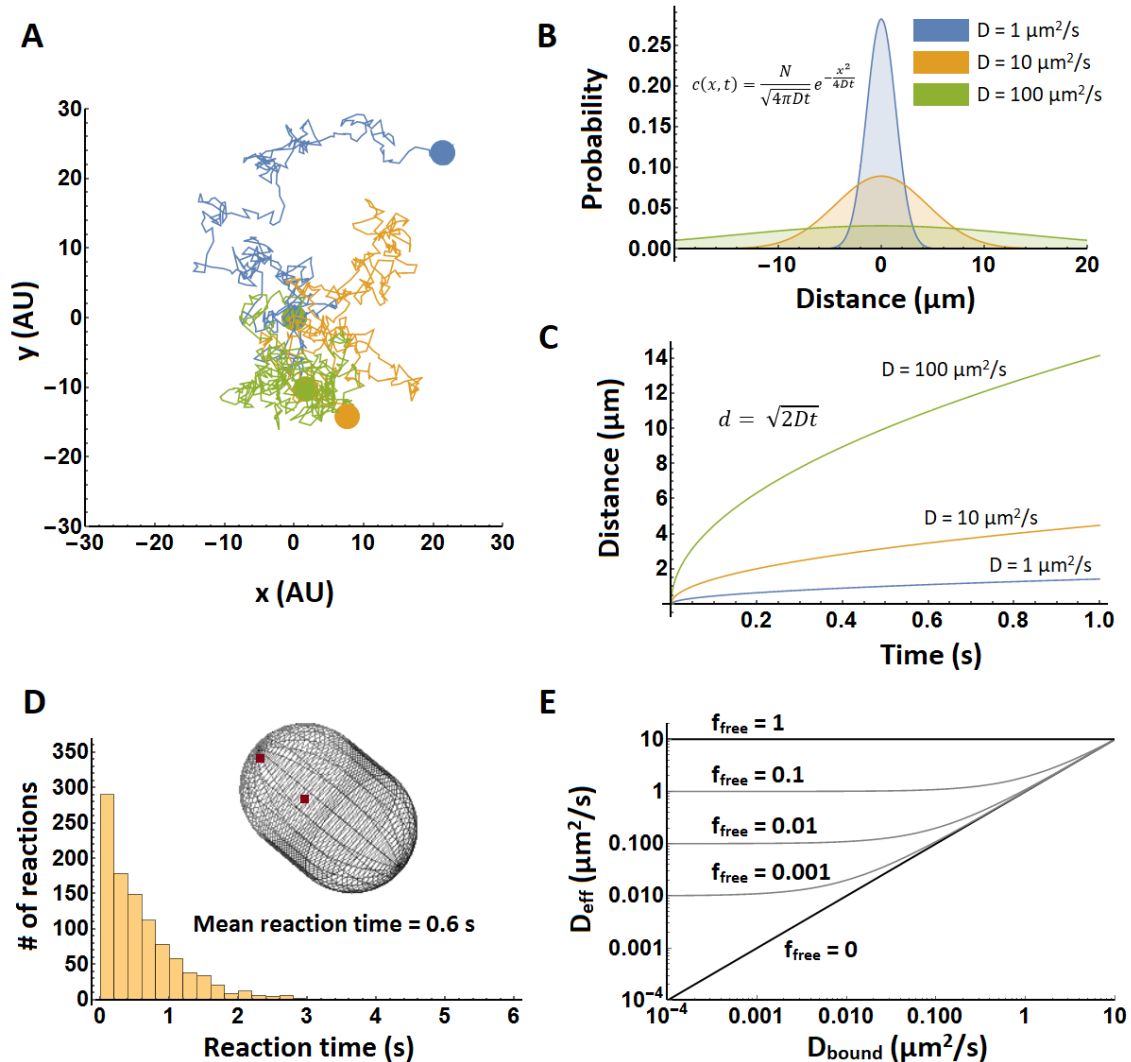 A
30
20
10
0
−10
−20
−30
−30
−20
−10
0
10
20
30
y (AU)
x (AU)
B
0.25
0.20
0.15
0.10
0.05
0.00
−10
0
10
20
Probability
Distance (µm)
c(x, t) = N / √4πDt e^−x²/4Dt
D = 1 µm²/s
D = 10 µm²/s
D = 100 µm²/s
C
14
12
10
8
6
4
2
0.2
0.4
0.6
0.8
1.0
Distance (µm)
Time (s)
d = √2Dt
D = 100 µm²/s
D = 10 µm²/s
D = 1 µm²/s
D
350
300
250
200
150
100
50
0
0
1
2
3
4
5
6
# of reactions
Reaction time (s)
Mean reaction time = 0.6 s
E
10
1
0.100
0.010
0.001
10⁻⁴
10⁻⁴
0.001
0.010
0.100
1
10
D_eff (µm²/s)
D_bound (µm²/s)
f_free = 1
f_free = 0.1
f_free = 0.01
f_free = 0.001
f_free = 0